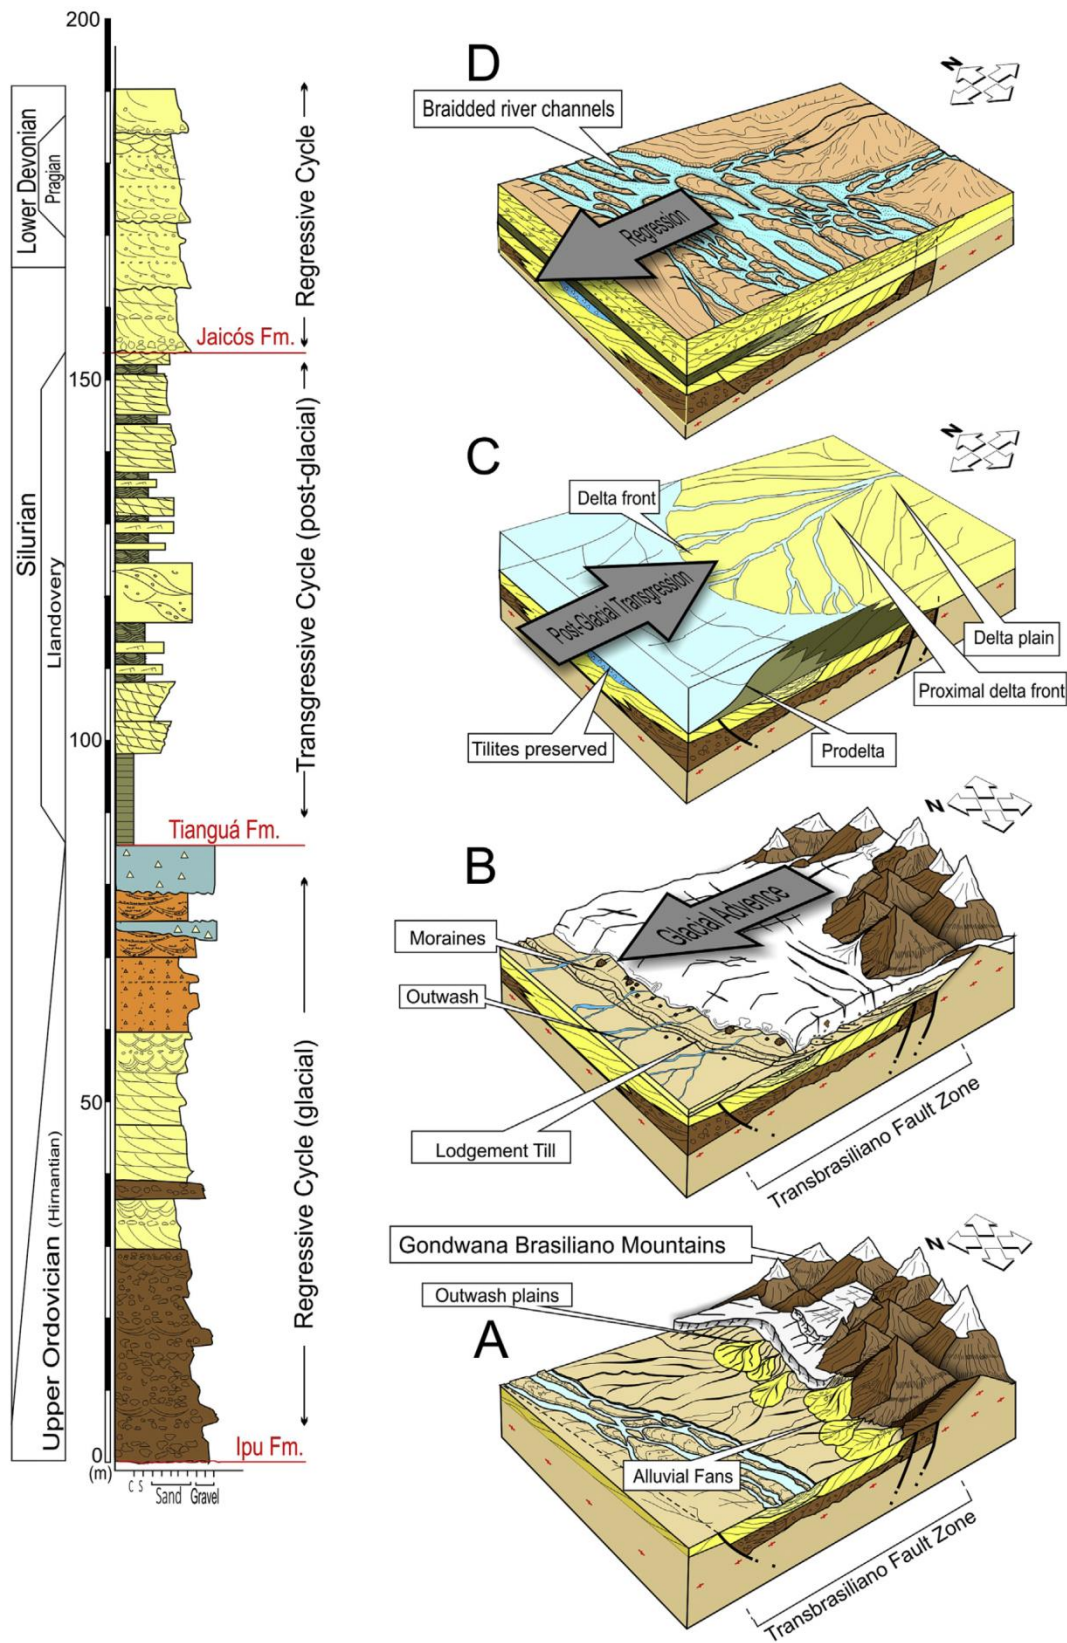 200
150
100
50
0
(m)
C S Sand Gravel
Lower Devonian
Pragian
Silurian
Llandovery
Upper Ordovician (Hirnantian)
Regressive Cycle
Jaicós Fm.
Transgressive Cycle (post-glacial)
Tianguá Fm.
Regressive Cycle (glacial)
Ipu Fm.
D
N
Braidded river channels
Regression
C
N
Delta front
Post-Glacial Transgression
Delta plain
Proximal delta front
Tilites preserved
Prodelta
B
N
Glacial Advence
Moraines
Outwash
Lodgement Till
Transbrasiliano Fault Zone
Gondwana Brasiliano Mountains
N
Outwash plains
A
Alluvial Fans
Transbrasiliano Fault Zone